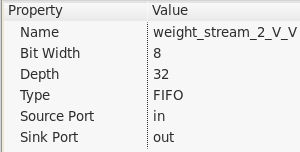 Property Value
Name weight_stream_2_V_V
Bit Width 8
Depth 32
Type FIFO
Source Port in
Sink Port out